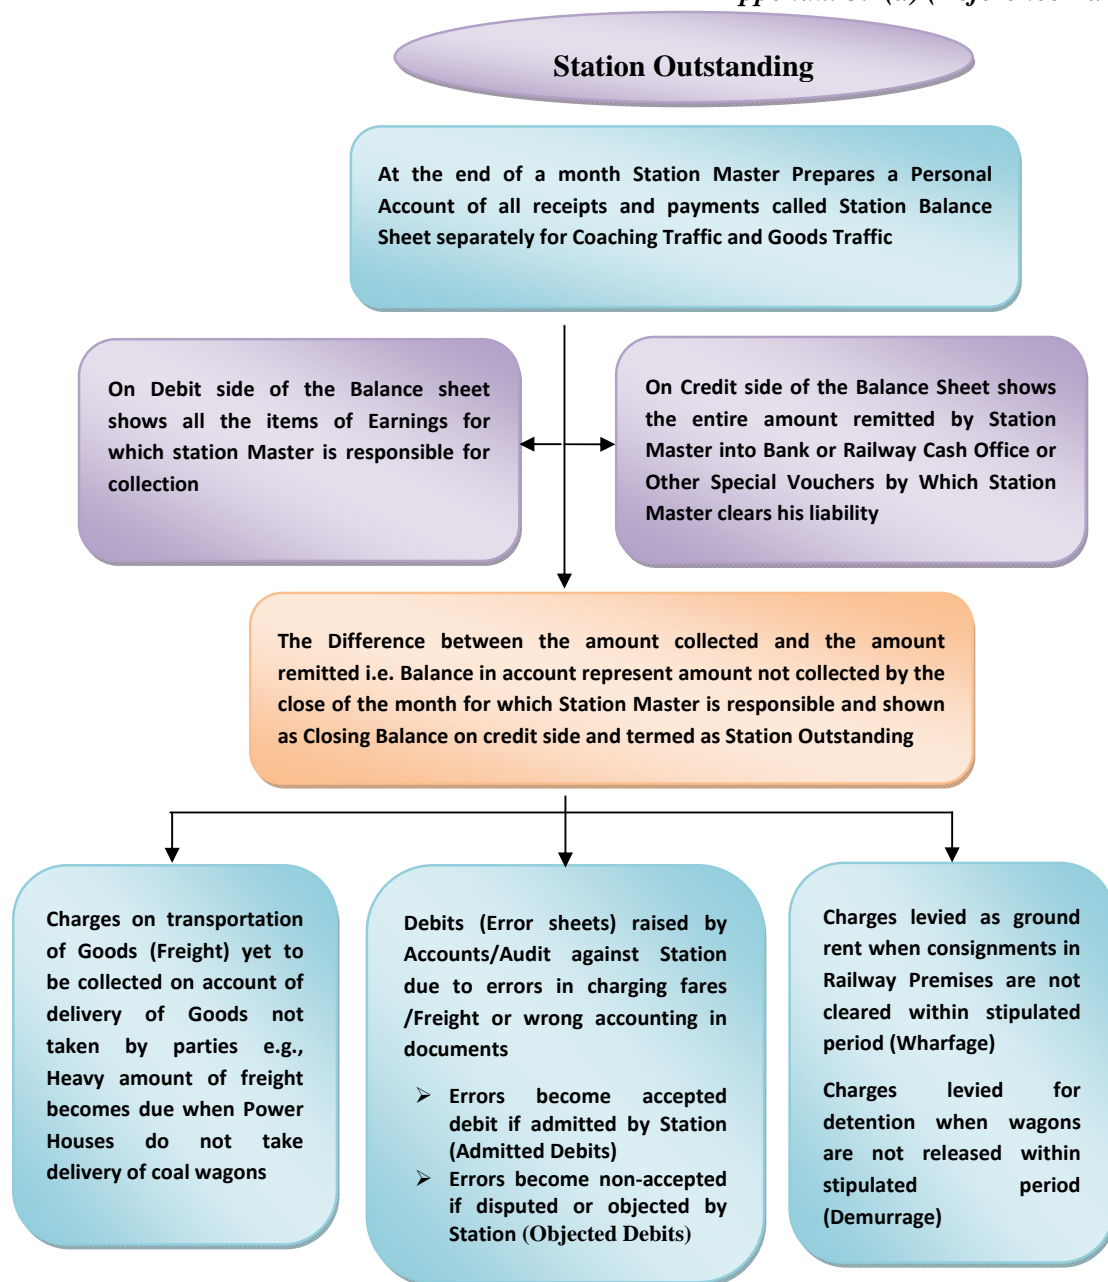 Station Outstanding
At the end of a month Station Master Prepares a Personal
Account of all receipts and payments called Station Balance
Sheet separately for Coaching Traffic and Goods Traffic
On Debit side of the Balance sheet
shows all the items of Earnings for
which station Master is responsible for
collection
On Credit side of the Balance Sheet shows
the entire amount remitted by Station
Master into Bank or Railway Cash Office or
Other Special Vouchers by Which Station
Master clears his liability
The Difference between the amount collected and the amount
remitted i.e. Balance in account represent amount not collected by the
close of the month for which Station Master is responsible and shown
as Closing Balance on credit side and termed as Station Outstanding
Charges on transportation
of Goods (Freight) yet to
be collected on account of
delivery of Goods not
taken by parties e.g.,
Heavy amount of freight
becomes due when Power
Houses do not take
delivery of coal wagons
Debits (Error sheets) raised by
Accounts/Audit against Station
due to errors in charging fares
/Freight or wrong accounting in
documents
➢ Errors become accepted
debit if admitted by Station
(Admitted Debits)
➢ Errors become non-accepted
if disputed or objected by
Station (Objected Debits)
Charges levied as ground
rent when consignments in
Railway Premises are not
cleared within stipulated
period (Wharfage)
Charges levied for
detention when wagons
are not released within
stipulated period
(Demurrage)